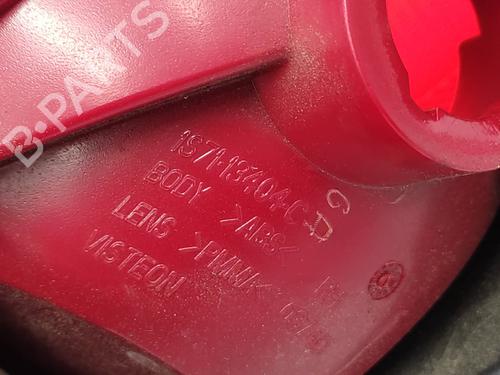 B-PARTS
1S71-13404-C A
BODY >ABS<
LENS >PMMA<
VISTEON